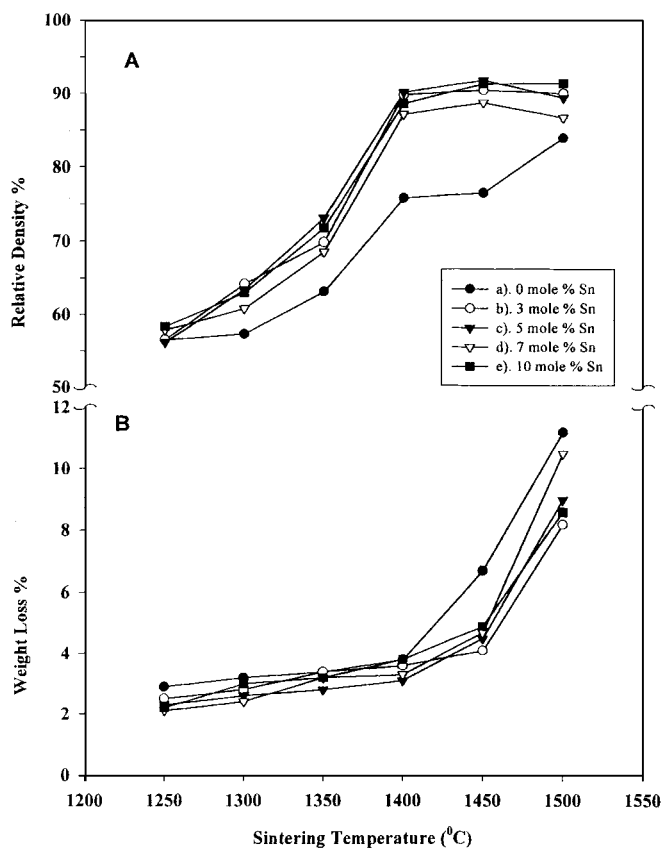 100
A
90
80
70
60
50
Relative Density %
a). 0 mole % Sn
b). 3 mole % Sn
c). 5 mole % Sn
d). 7 mole % Sn
e). 10 mole % Sn
12
B
10
8
6
4
2
0
Weight Loss %
1200 1250 1300 1350 1400 1450 1500 1550
Sintering Temperature (⁰C)